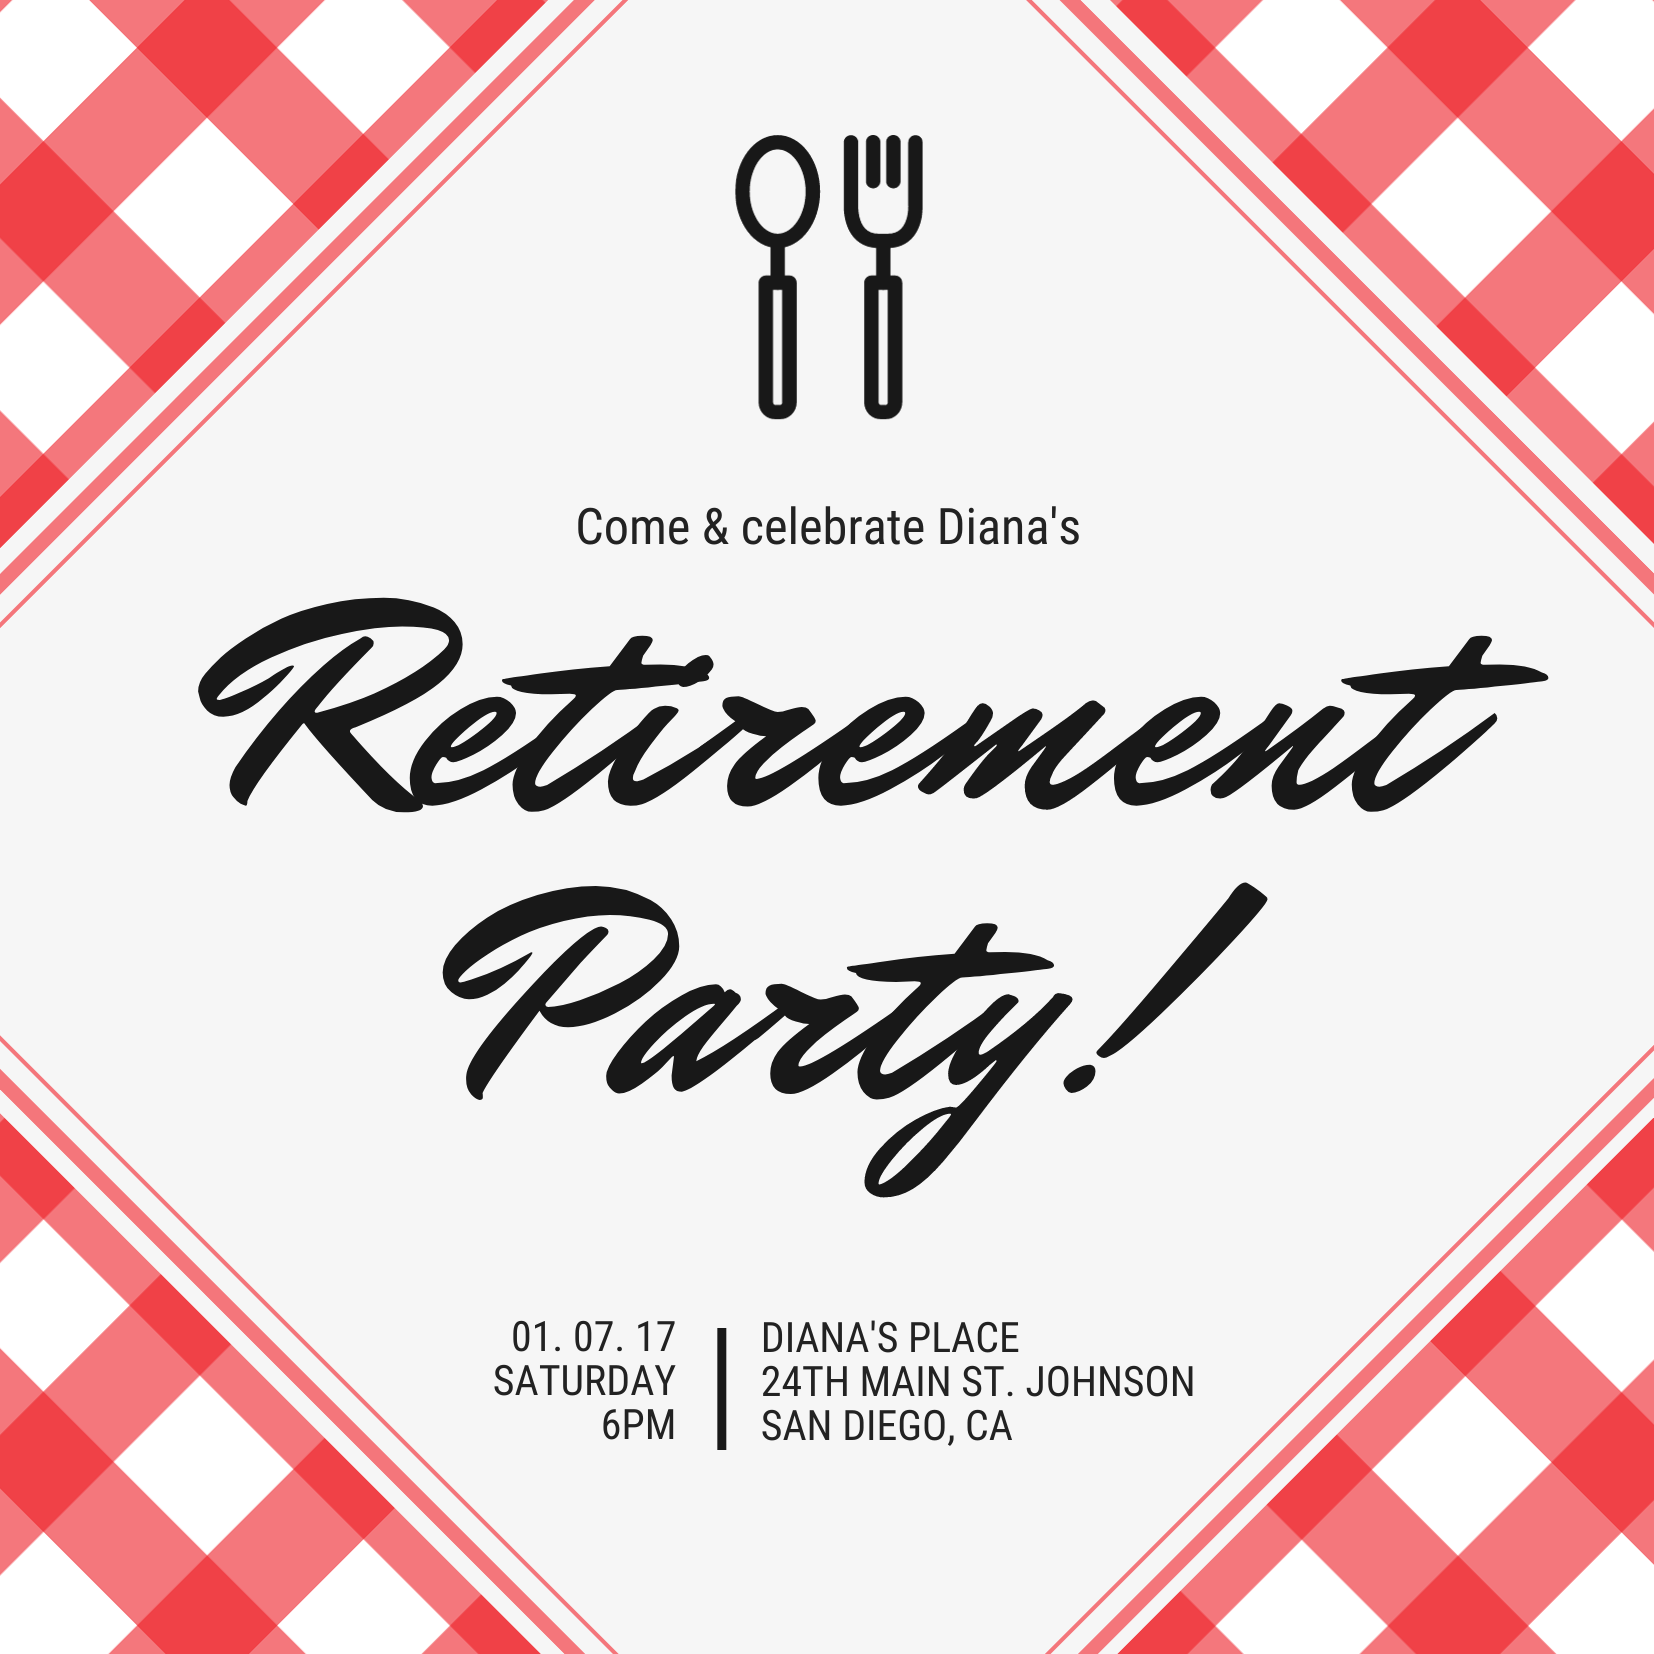 Come & celebrate Diana's
Retirement
Party!
01. 07. 17
SATURDAY
6PM
DIANA'S PLACE
24TH MAIN ST. JOHNSON
SAN DIEGO, CA